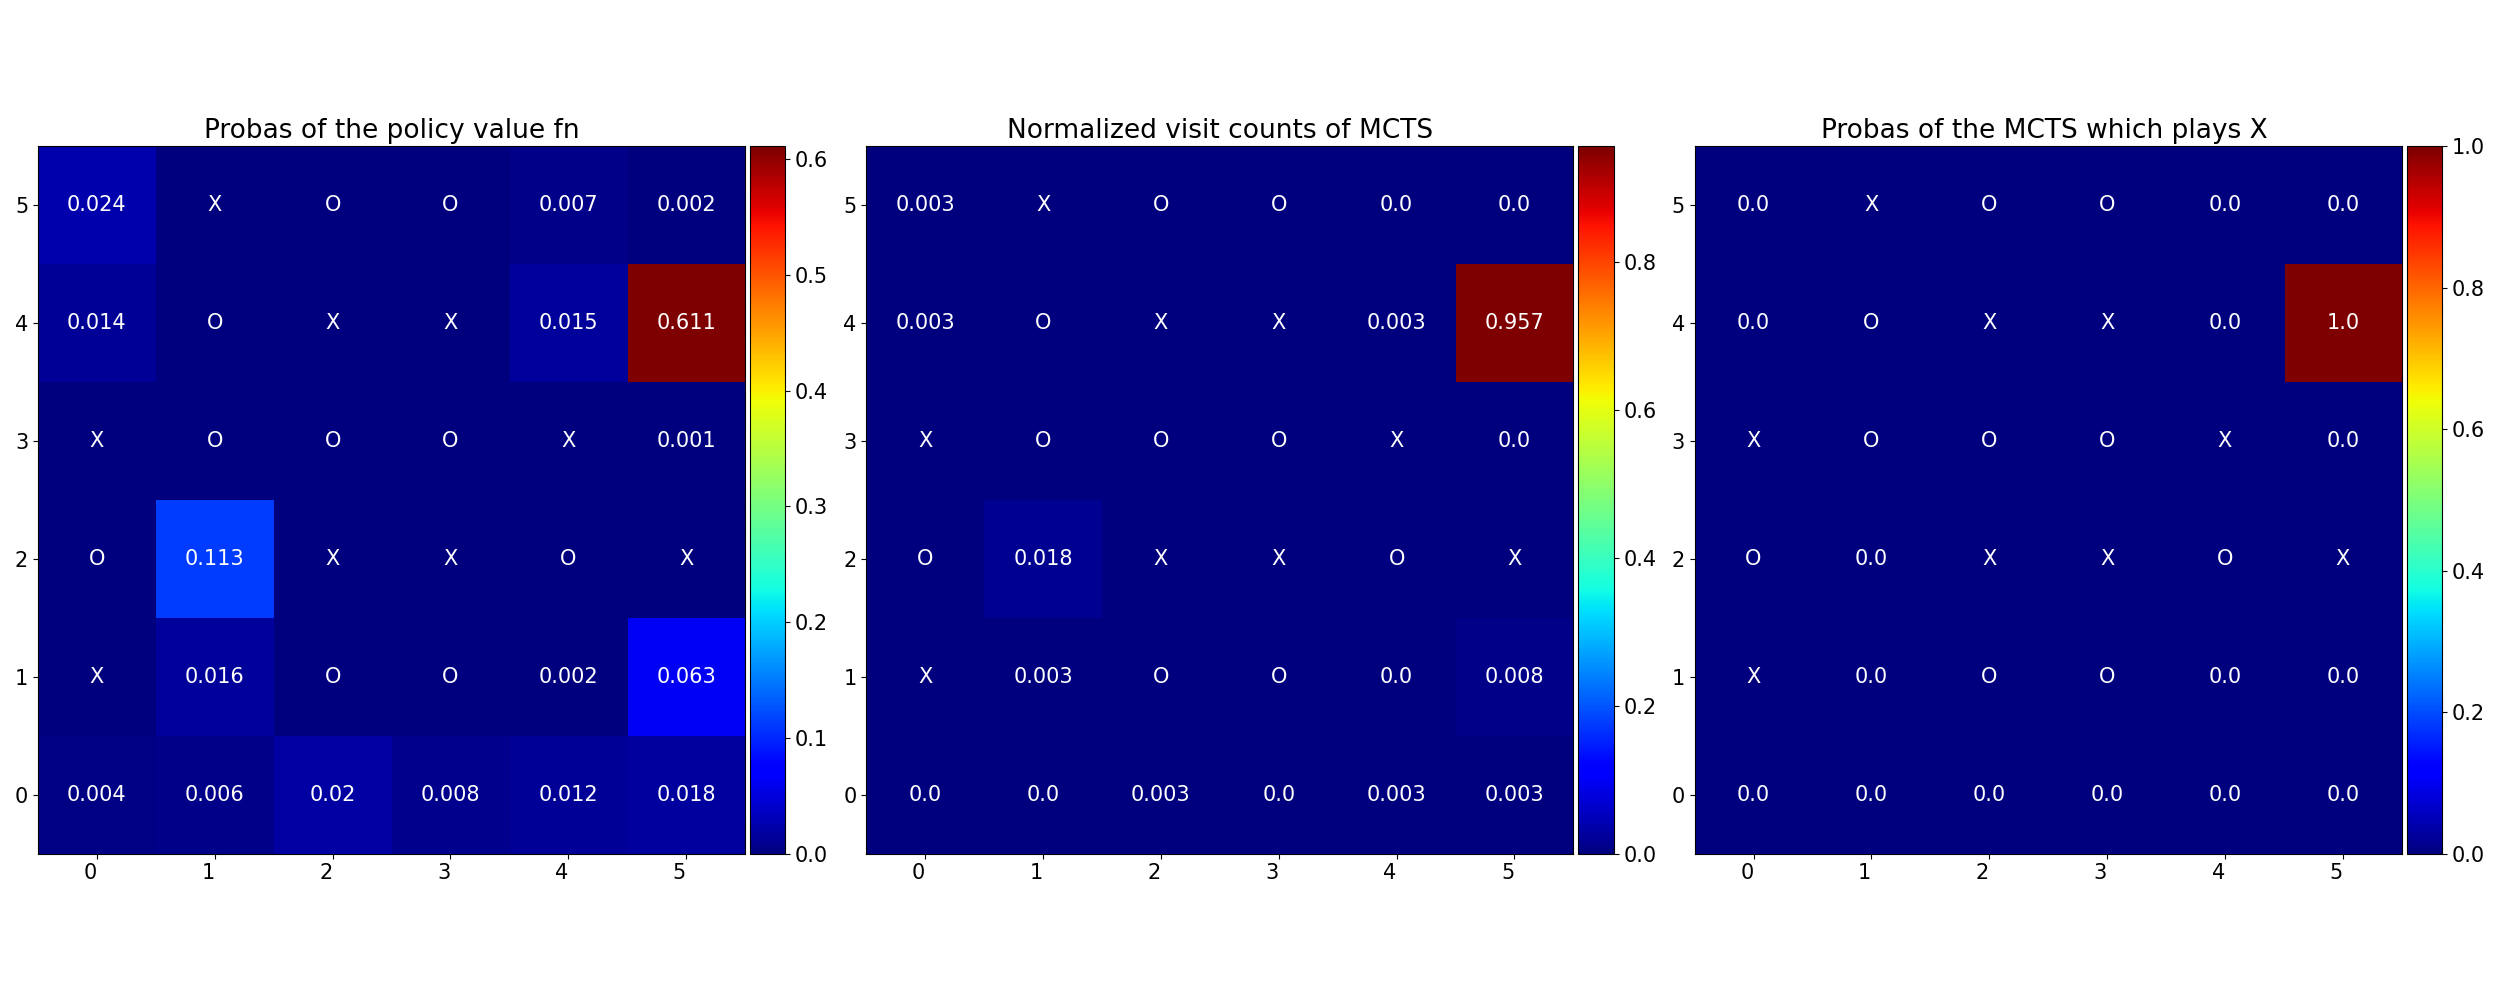 Probas of the policy value fn
5 0.024 X O O 0.007 0.002
4 0.014 O X X 0.015 0.611
3 X O O O X 0.001
2 O 0.113 X X O X
1 X 0.016 O O 0.002 0.063
0 0.004 0.006 0.02 0.008 0.012 0.018
0 1 2 3 4 5
0.6
0.5
0.4
0.3
0.2
0.1
0.0
Normalized visit counts of MCTS
5 0.003 X O O 0.0 0.0
4 0.003 O X X 0.003 0.957
3 X O O O X 0.0
2 O 0.018 X X O X
1 X 0.003 O O 0.0 0.008
0 0.0 0.0 0.003 0.0 0.003 0.003
0 1 2 3 4 5
0.8
0.6
0.4
0.2
0.0
Probas of the MCTS which plays X
5 0.0 X O O 0.0 0.0
4 0.0 O X X 0.0 1.0
3 X O O O X 0.0
2 O 0.0 X X O X
1 X 0.0 O O 0.0 0.0
0 0.0 0.0 0.0 0.0 0.0 0.0
0 1 2 3 4 5
1.0
0.8
0.6
0.4
0.2
0.0